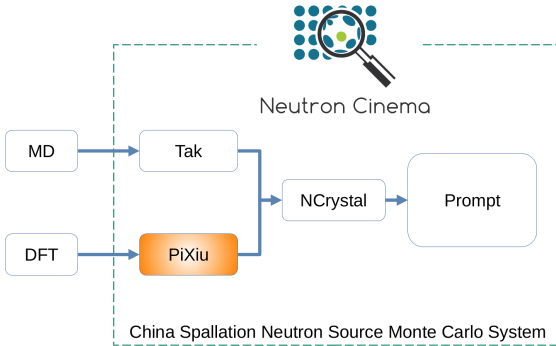 Neutron Cinema
MD
Tak
NCrystal
Prompt
DFT
PiXiu
China Spallation Neutron Source Monte Carlo System